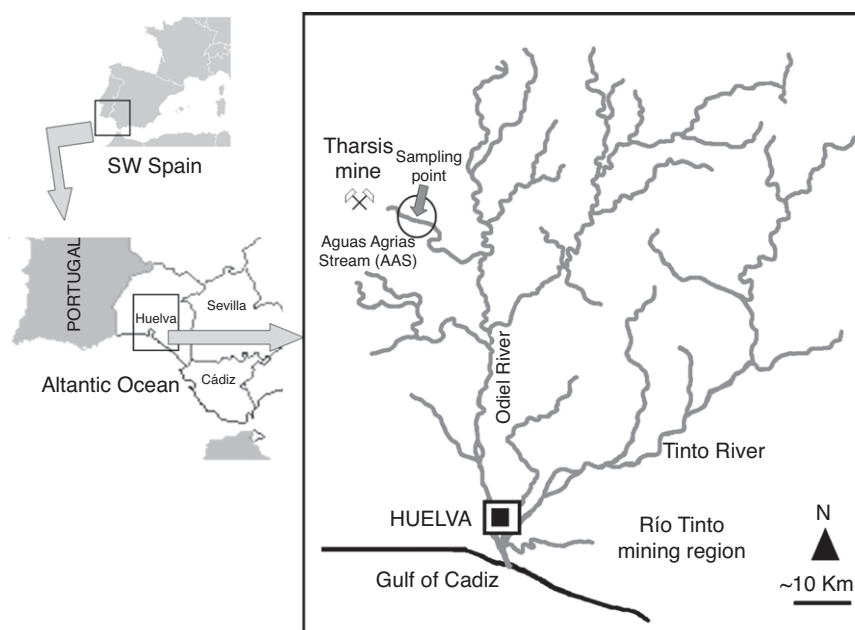 SW Spain
PORTUGAL
Huelva
Sevilla
Cádiz
Altantic Ocean
Tharsis
mine
Sampling
point
Aguas Agrias
Stream (AAS)
Odiel River
Tinto River
HUELVA
Río Tinto
mining region
Gulf of Cadiz
N
~10 Km